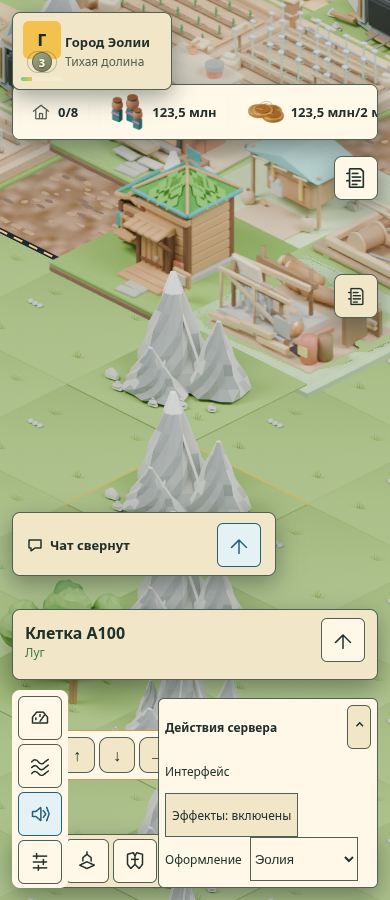 Г
3
Город Эолии
Тихая долина
0/8
123,5 млн
123,5 млн/2 м
Чат свернут
Клетка A100
Луг
Действия сервера
Интерфейс
Эффекты: включены
Оформление
Эолия